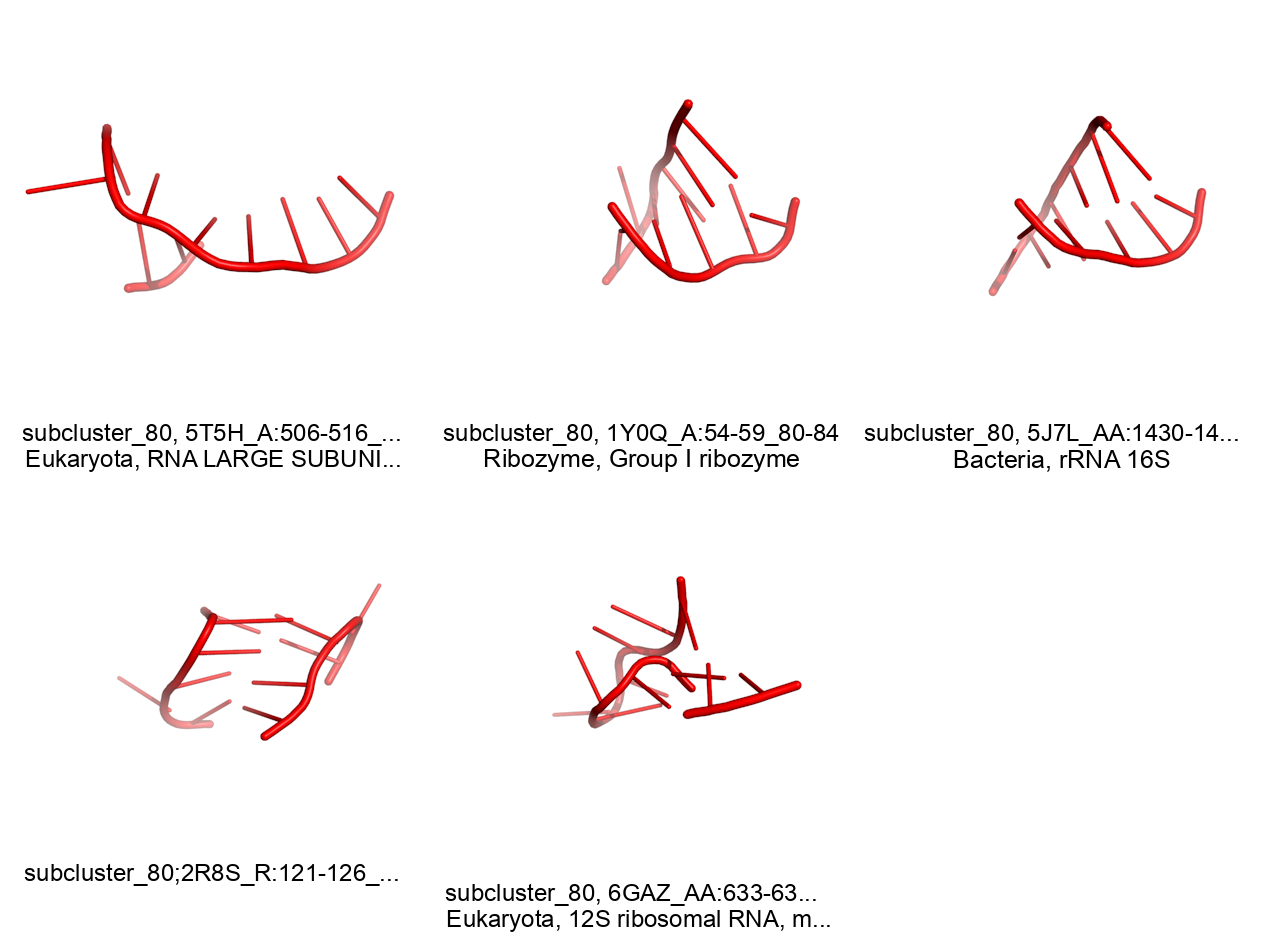 subcluster_80, 5T5H_A:506-516_...
Eukaryota, RNA LARGE SUBUNI...
subcluster_80, 1Y0Q_A:54-59_80-84
Ribozyme, Group I ribozyme
subcluster_80, 5J7L_AA:1430-14...
Bacteria, rRNA 16S
subcluster_80;2R8S_R:121-126_...
subcluster_80, 6GAZ_AA:633-63...
Eukaryota, 12S ribosomal RNA, m...